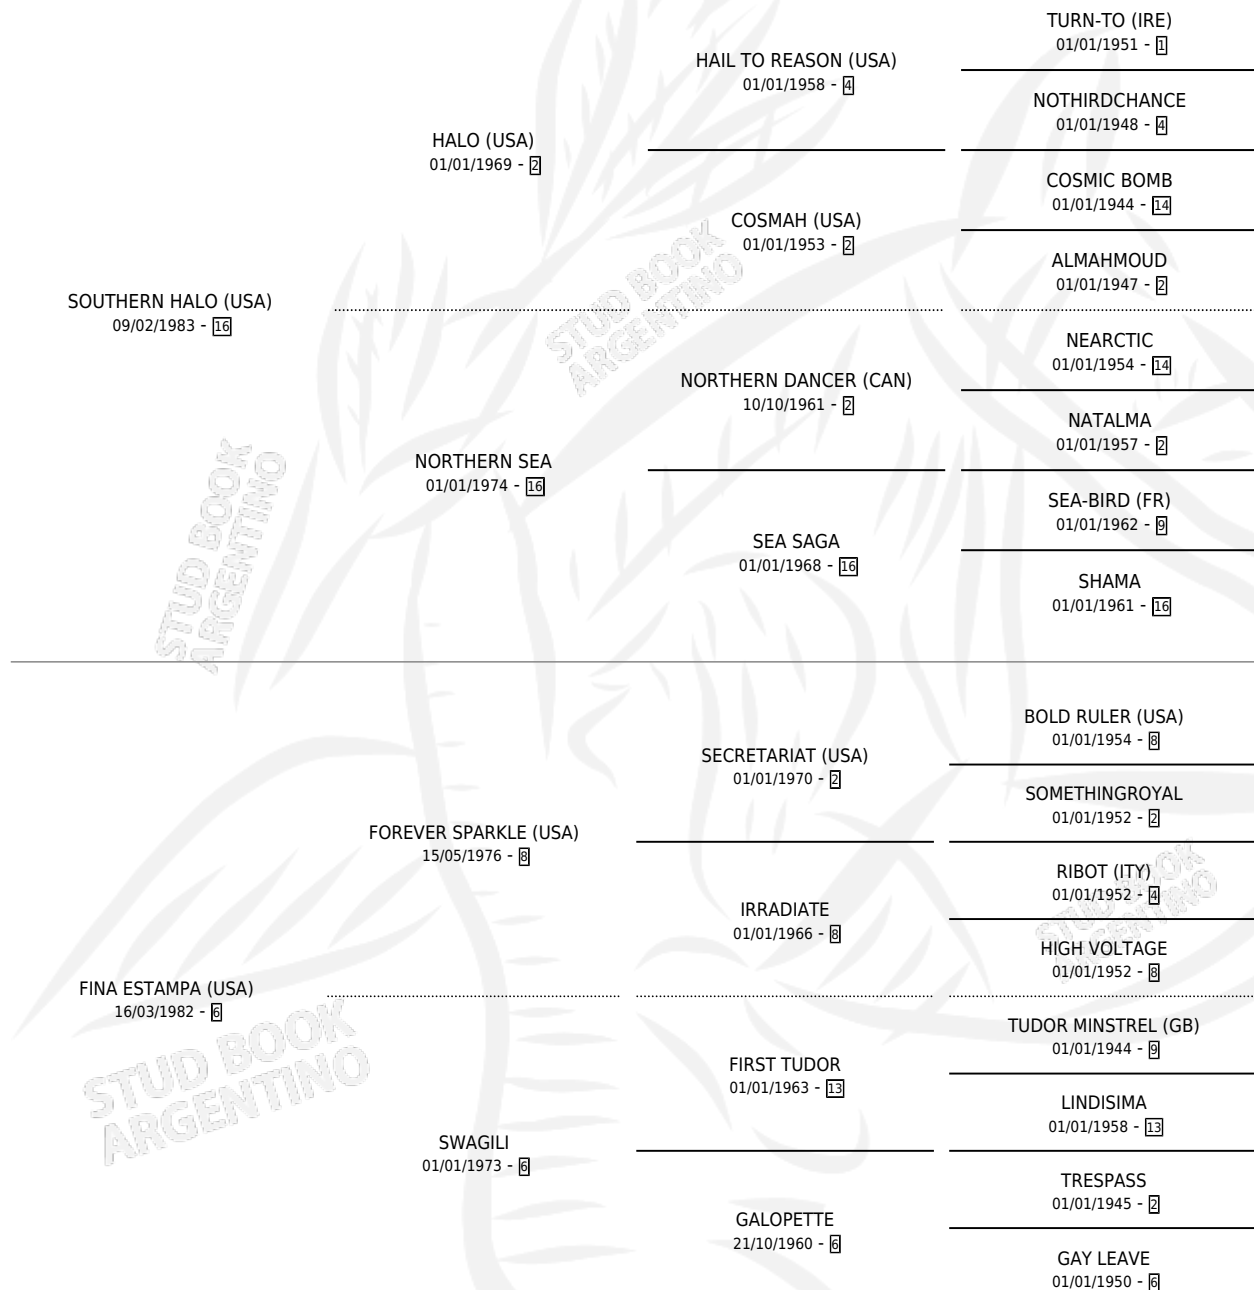 TURN-TO (IRE)
01/01/1951 - 1
HAIL TO REASON (USA)
01/01/1958 - 4
NOTHIRDCHANCE
01/01/1948 - 4
HALO (USA)
01/01/1969 - 2
COSMIC BOMB
01/01/1944 - 14
COSMAH (USA)
01/01/1953 - 2
ALMAHMOUD
01/01/1947 - 2
SOUTHERN HALO (USA)
09/02/1983 - 16
STUD BOOK
ARGENTINO
NEARCTIC
01/01/1954 - 14
NORTHERN DANCER (CAN)
10/10/1961 - 2
NATALMA
01/01/1957 - 2
NORTHERN SEA
01/01/1974 - 16
SEA-BIRD (FR)
01/01/1962 - 9
SEA SAGA
01/01/1968 - 16
SHAMA
01/01/1961 - 16
STUD BOOK
ARGENTINO
BOLD RULER (USA)
01/01/1954 - 8
SECRETARIAT (USA)
01/01/1970 - 2
SOMETHINGROYAL
01/01/1952 - 2
FOREVER SPARKLE (USA)
15/05/1976 - 8
RIBOT (ITY)
01/01/1952 - 4
IRRADIATE
01/01/1966 - 8
STUD BOOK
ARGENTINO
HIGH VOLTAGE
01/01/1952 - 8
FINA ESTAMPA (USA)
16/03/1982 - 6
STUD BOOK
ARGENTINO
TUDOR MINSTREL (GB)
01/01/1944 - 9
FIRST TUDOR
01/01/1963 - 13
LINDISIMA
01/01/1958 - 13
SWAGILI
01/01/1973 - 6
TRESPASS
01/01/1945 - 2
GALOPETTE
21/10/1960 - 6
GAY LEAVE
01/01/1950 - 6